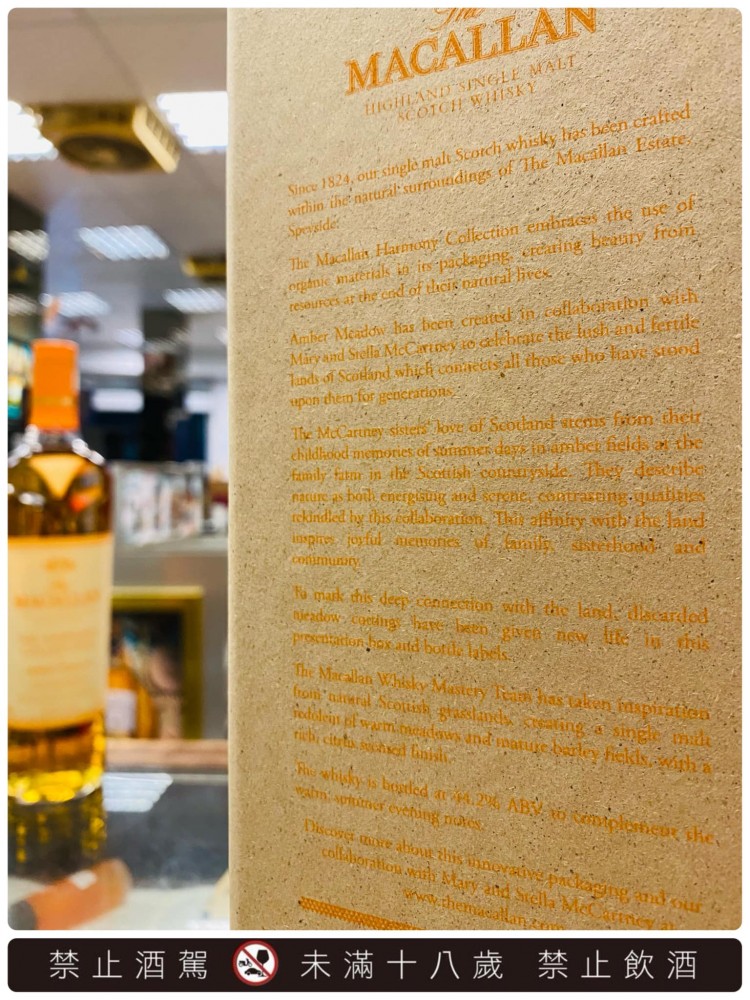 The
MACALLAN
HIGHLAND SINGLE MALT
SCOTCH WHISKY
Since 1824, our single malt Scotch whisky has been crafted
within the natural surroundings of The Macallan Estate,
Speyside.
The Macallan Harmony Collection embraces the use of
organic materials in its packaging, creating beauty from
resources at the end of their natural lives.
Amber Meadow has been created in collaboration with
Mary and Stella McCartney to celebrate the lush and fertile
lands of Scotland which connects all those who have stood
upon them for generations.
The McCartney sisters' love of Scotland stems from their
childhood memories of summer days in amber fields at the
family farm in the Scottish countryside. They describe
nature as both energising and serene, contrasting qualities
rekindled by this collaboration. This affinity with the land
inspires joyful memories of family, sisterhood and
community.
To mark this deep connection with the land, discarded
meadow cuttings have been given new life in this
presentation box and bottle labels.
The Macallan Whisky Mastery Team has taken inspiration
from natural Scottish grasslands, creating a single malt
redolent of warm meadows and mature barley fields, with a
rich, citrus seasoned finish.
The whisky is bottled at 44.2% ABV to complement the
warm, summer evening notes.
Discover more about this innovative packaging and our
collaboration with Mary and Stella McCartney at
www.themacallan.com
MACALLAN
禁止酒駕 未滿十八歲 禁止飲酒